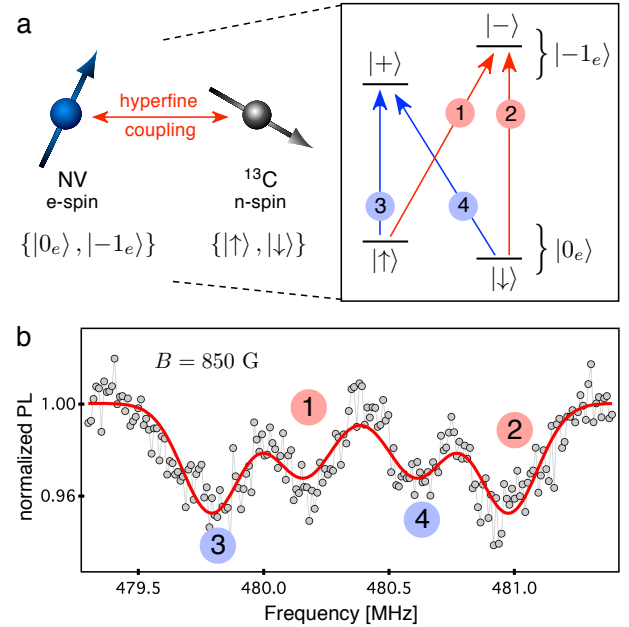 a
hyperfine
coupling
NV
e-spin
{|0ₑ⟩, |−1ₑ⟩}
¹³C
n-spin
{|↑⟩, |↓⟩}
|−⟩
} |−1ₑ⟩
|+⟩
1
2
3
4
|↑⟩
|↓⟩
} |0ₑ⟩
b
B = 850 G
1
2
3
4
normalized PL
1.00
0.96
479.5 480.0 480.5 481.0
Frequency [MHz]